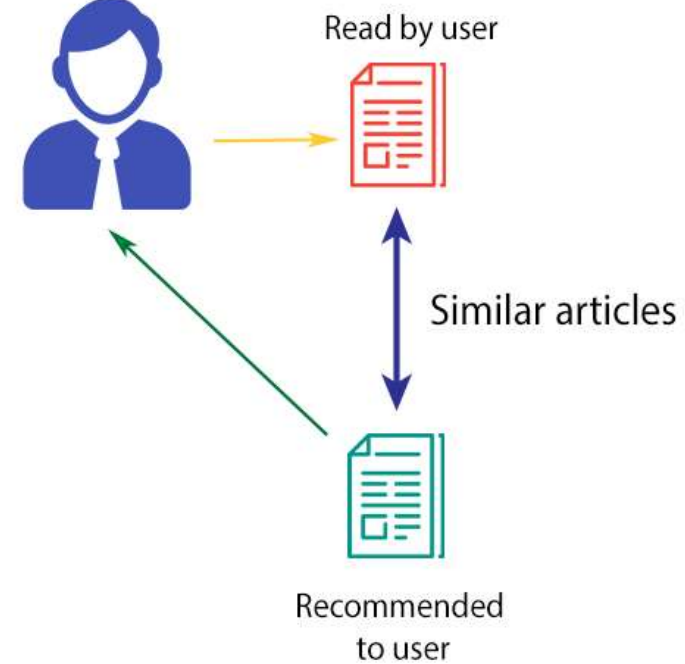 Read by user
Similar articles
Recommended
to user